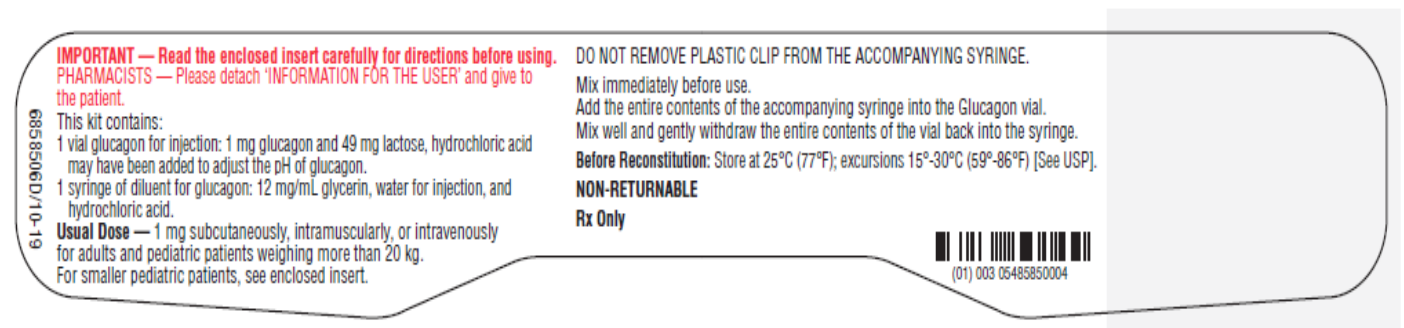 IMPORTANT — Read the enclosed insert carefully for directions before using.
PHARMACISTS — Please detach ‘INFORMATION FOR THE USER’ and give to
the patient.
This kit contains:
1 vial glucagon for injection: 1 mg glucagon and 49 mg lactose, hydrochloric acid
may have been added to adjust the pH of glucagon.
1 syringe of diluent for glucagon: 12 mg/mL glycerin, water for injection, and
hydrochloric acid.
Usual Dose — 1 mg subcutaneously, intramuscularly, or intravenously
for adults and pediatric patients weighing more than 20 kg.
For smaller pediatric patients, see enclosed insert.
6858506D/10-19
DO NOT REMOVE PLASTIC CLIP FROM THE ACCOMPANYING SYRINGE.
Mix immediately before use.
Add the entire contents of the accompanying syringe into the Glucagon vial.
Mix well and gently withdraw the entire contents of the vial back into the syringe.
Before Reconstitution: Store at 25°C (77°F); excursions 15°-30°C (59°-86°F) [See USP].
NON-RETURNABLE
Rx Only
(01) 003 05485850004